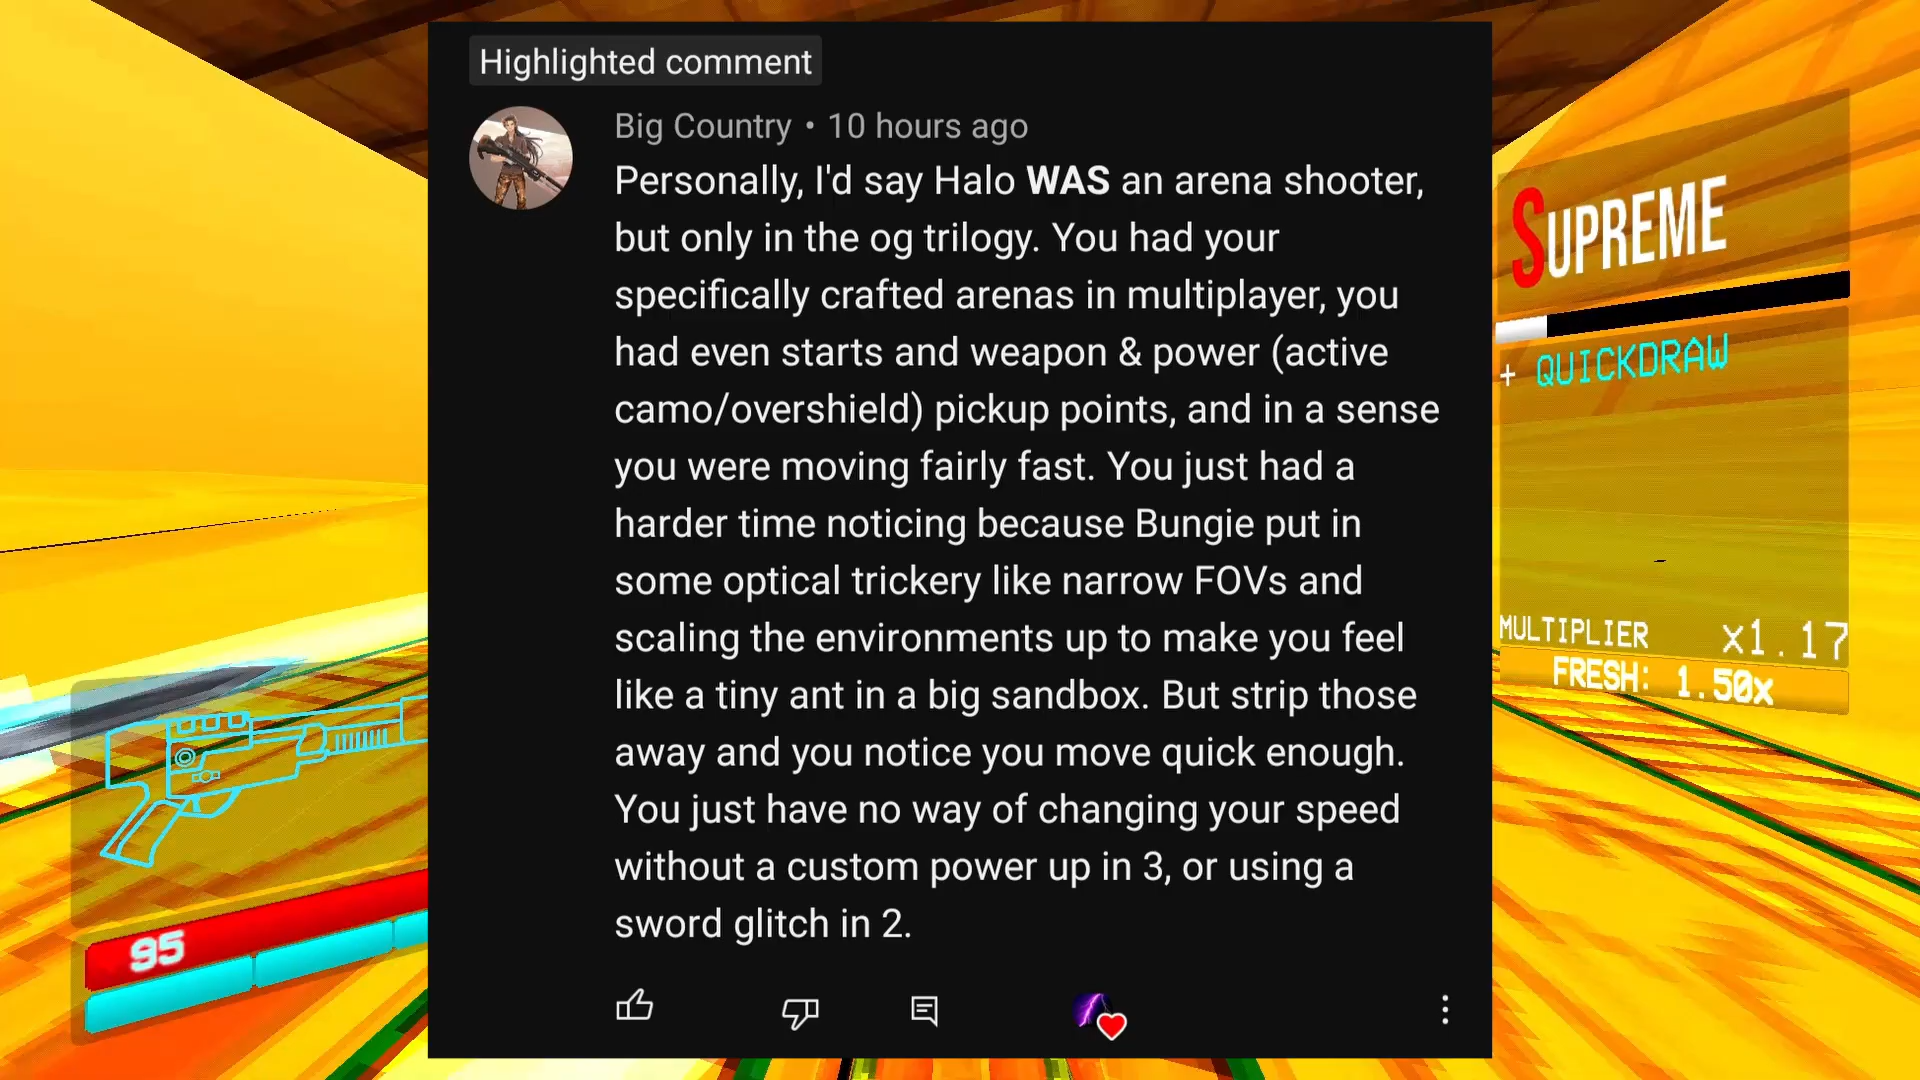 Highlighted comment
Big Country • 10 hours ago
Personally, I'd say Halo WAS an arena shooter,
but only in the og trilogy. You had your
specifically crafted arenas in multiplayer, you
had even starts and weapon & power (active
camo/overshield) pickup points, and in a sense
you were moving fairly fast. You just had a
harder time noticing because Bungie put in
some optical trickery like narrow FOVs and
scaling the environments up to make you feel
like a tiny ant in a big sandbox. But strip those
away and you notice you move quick enough.
You just have no way of changing your speed
without a custom power up in 3, or using a
sword glitch in 2.
SUPREME
+ QUICKDRAW
MULTIPLIER x1.17
FRESH: 1.50x
95